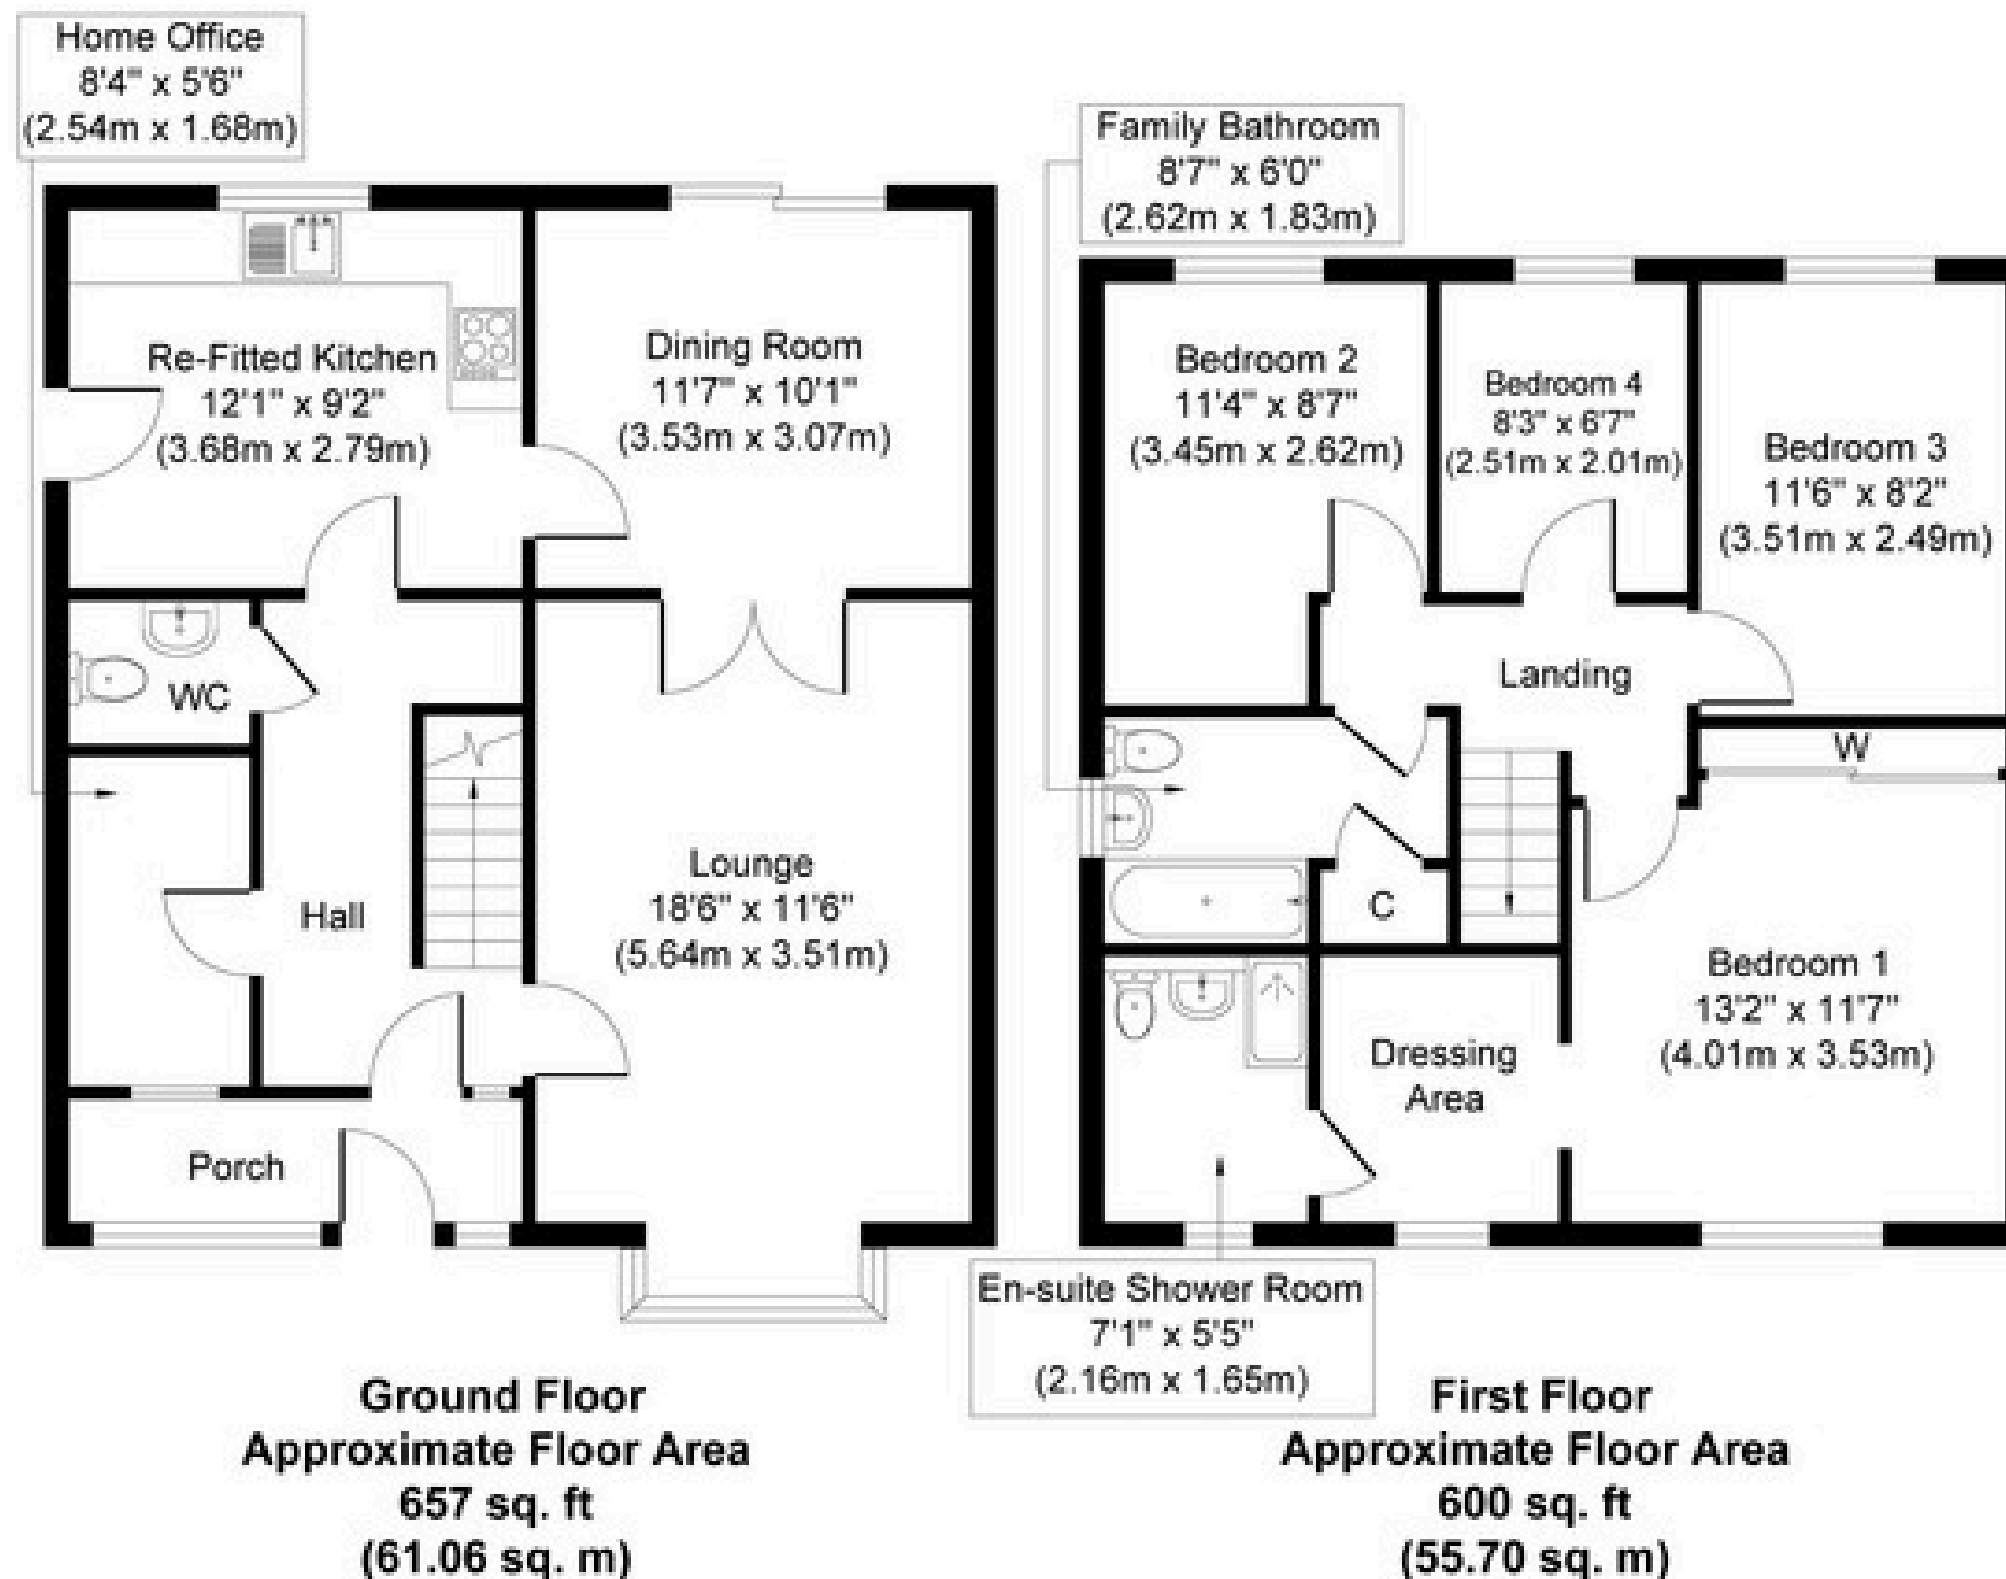 Home Office
8'4" x 5'6"
(2.54m x 1.68m)
Family Bathroom
8'7" x 6'0"
(2.62m x 1.83m)
Re-Fitted Kitchen
12'1" x 9'2"
(3.68m x 2.79m)
Dining Room
11'7" x 10'1"
(3.53m x 3.07m)
WC
Hall
Lounge
18'6" x 11'6"
(5.64m x 3.51m)
Porch
Bedroom 2
11'4" x 8'7"
(3.45m x 2.62m)
Bedroom 4
8'3" x 6'7"
(2.51m x 2.01m)
Bedroom 3
11'6" x 8'2"
(3.51m x 2.49m)
Landing
W
C
Bedroom 1
13'2" x 11'7"
(4.01m x 3.53m)
Dressing
Area
En-suite Shower Room
7'1" x 5'5"
(2.16m x 1.65m)
Ground Floor
Approximate Floor Area
657 sq. ft
(61.06 sq. m)
First Floor
Approximate Floor Area
600 sq. ft
(55.70 sq. m)